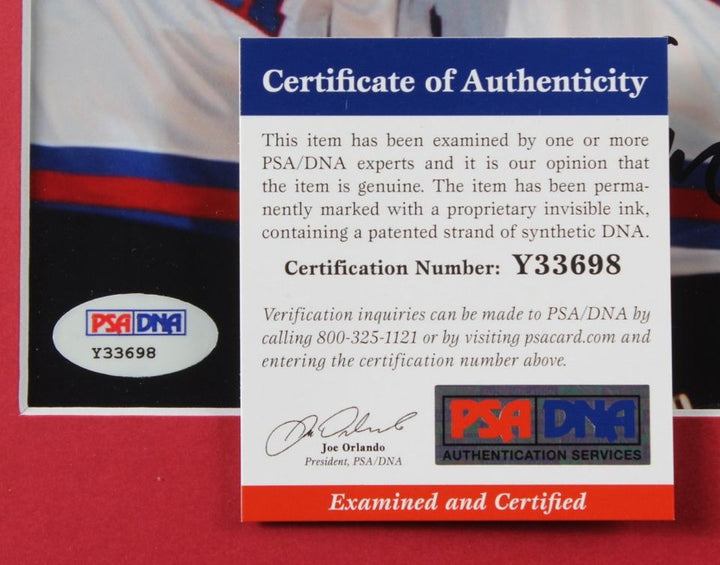 Certificate of Authenticity
This item has been examined by one or more
PSA/DNA experts and it is our opinion that
the item is genuine. The item has been perma-
nently marked with a proprietary invisible ink,
containing a patented strand of synthetic DNA.
Certification Number: Y33698
Verification inquiries can be made to PSA/DNA by
calling 800-325-1121 or by visiting psacard.com and
entering the certification number above.
PSA DNA
Y33698
Joe Orlando
Joe Orlando
President, PSA/DNA
PSA DNA
AUTHENTICATION SERVICES
Examined and Certified